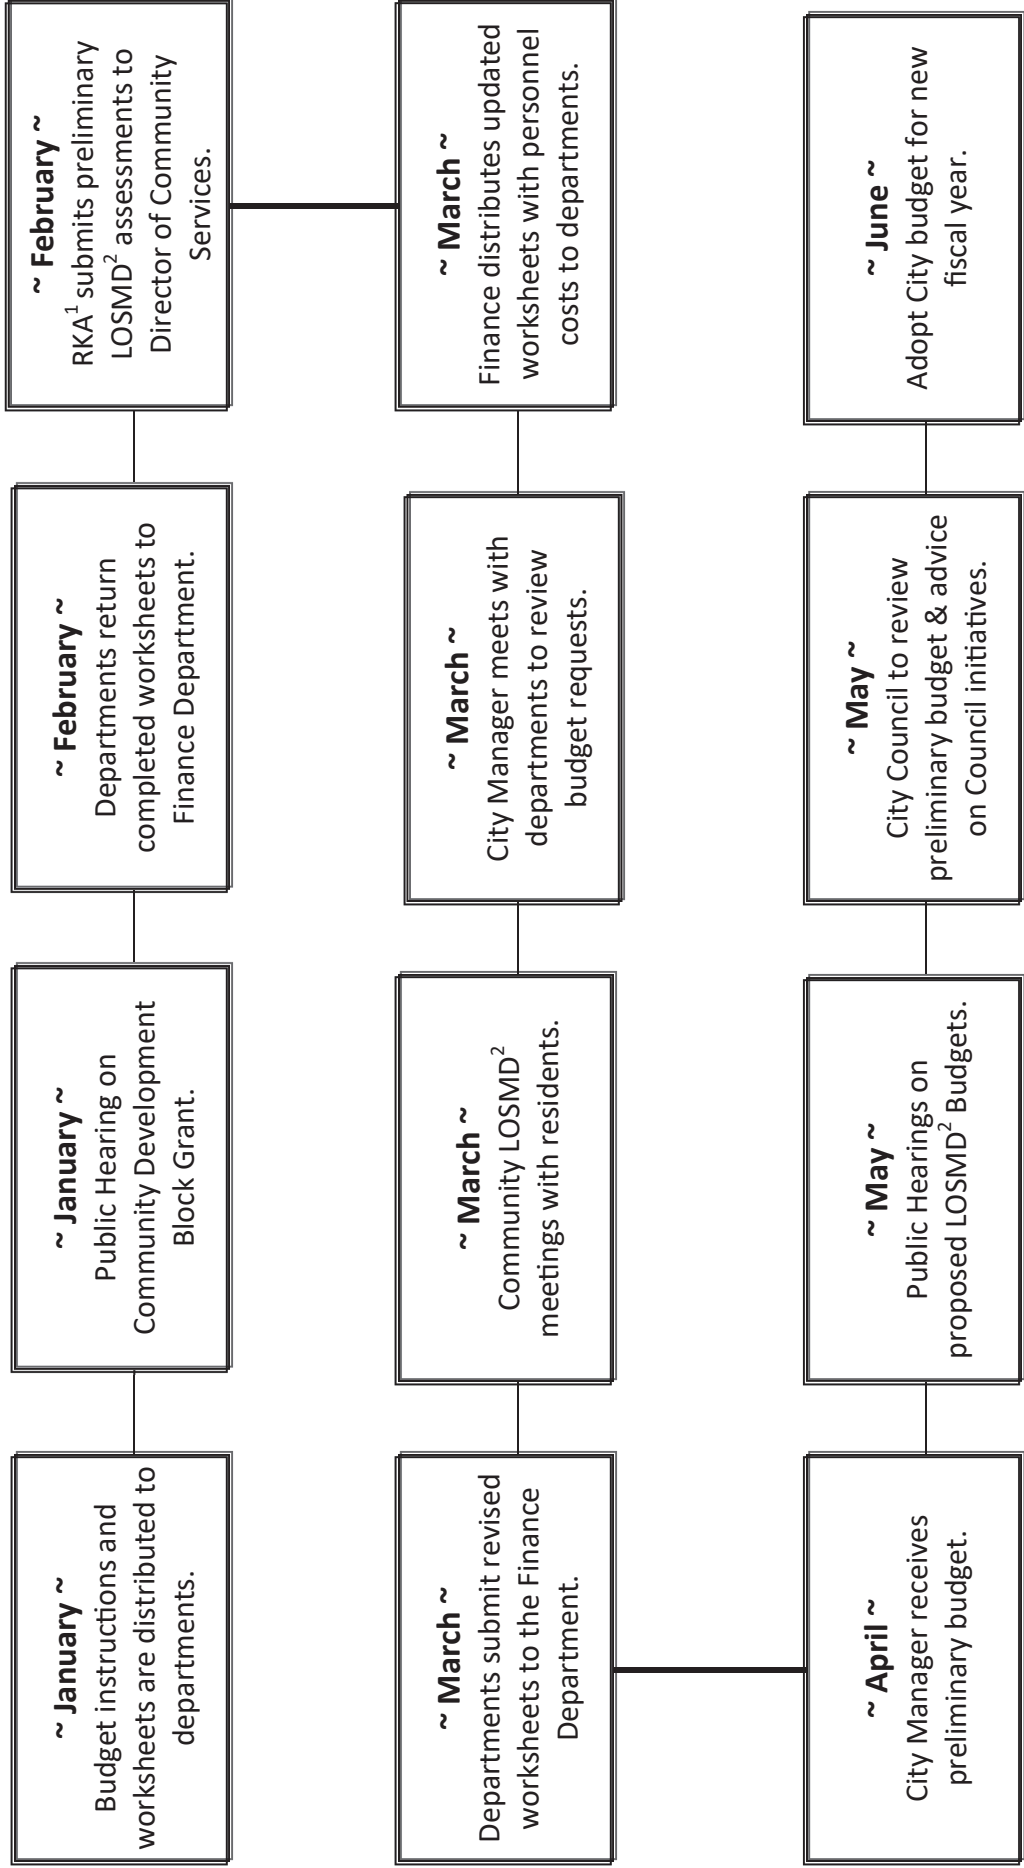 ~ January ~
Budget instructions and
worksheets are distributed to
departments.
~ January ~
Public Hearing on
Community Development
Block Grant.
~ February ~
Departments return
completed worksheets to
Finance Department.
~ February ~
RKA¹ submits preliminary
LOSMD² assessments to
Director of Community
Services.
~ March ~
Finance distributes updated
worksheets with personnel
costs to departments.
~ March ~
City Manager meets with
departments to review
budget requests.
~ March ~
Community LOSMD²
meetings with residents.
~ March ~
Departments submit revised
worksheets to the Finance
Department.
~ April ~
City Manager receives
preliminary budget.
~ May ~
Public Hearings on
proposed LOSMD² Budgets.
~ May ~
City Council to review
preliminary budget & advice
on Council initiatives.
~ June ~
Adopt City budget for new
fiscal year.